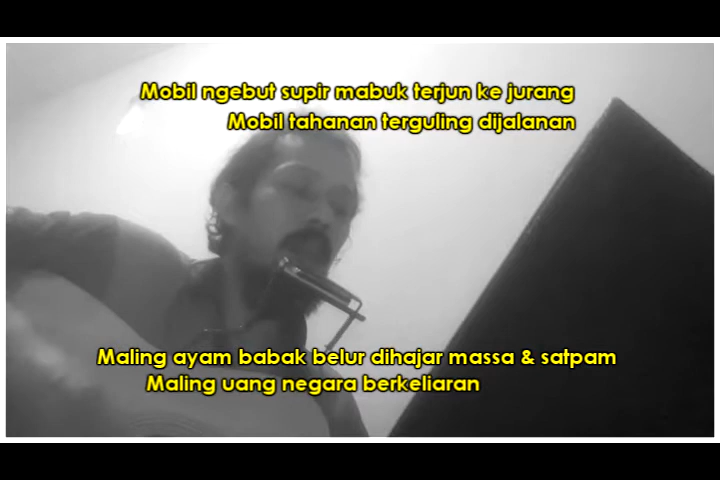 Mobil ngebut supir mabuk terjun ke jurang
Mobil tahanan terguling dijalanan
Maling ayam babak belur dihajar massa & satpam
Maling uang negara berkeliaran